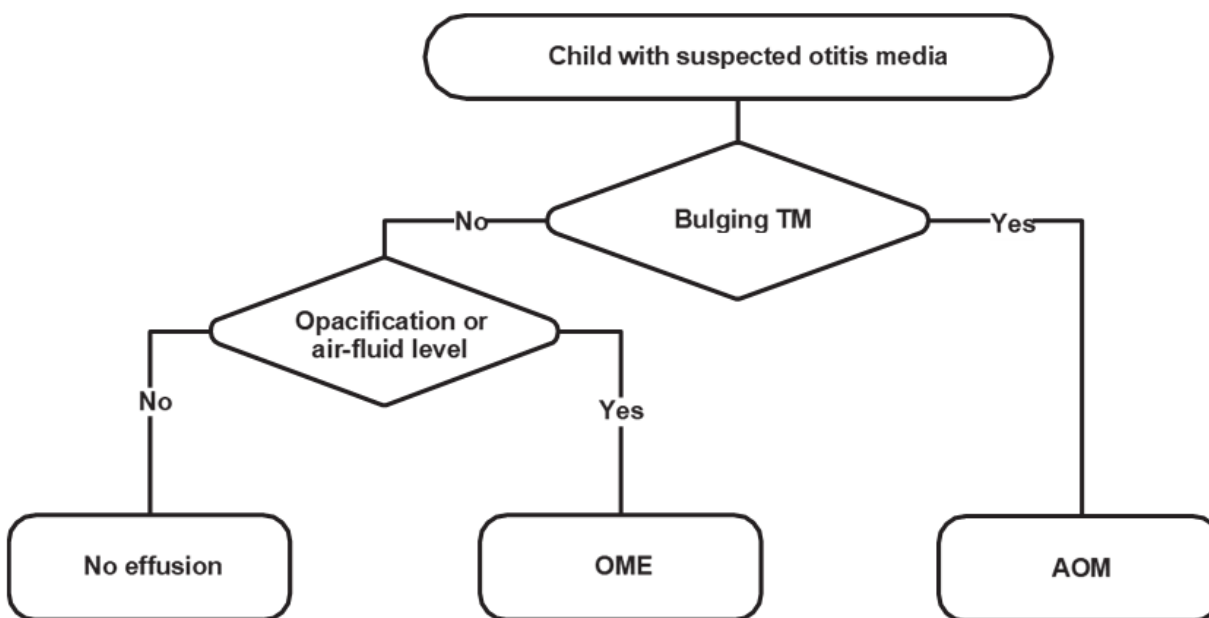 Child with suspected otitis media
Bulging TM
No
Yes
Opacification or
air-fluid level
No
Yes
No effusion
OME
AOM